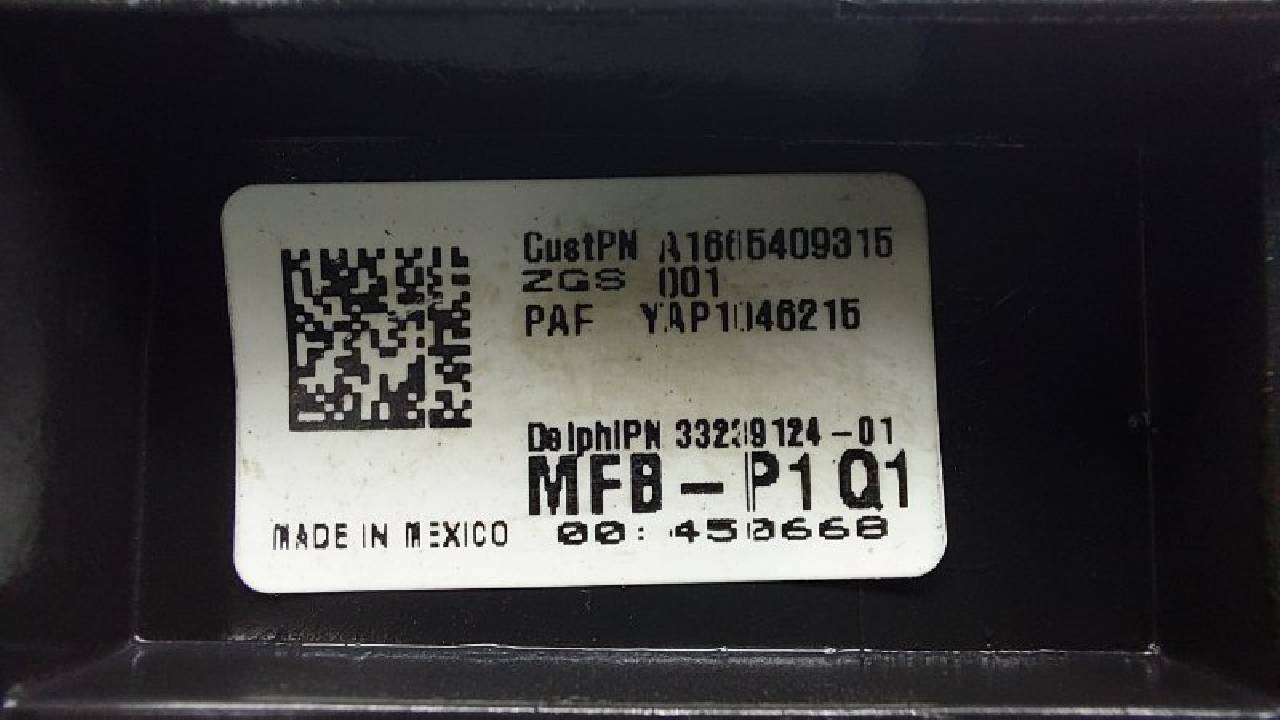 CustPN A1665409315
ZGS 001
PAF YAP1046215
DelphiPN 33239124-01
MFB-P1Q1
MADE IN MEXICO 00:450668